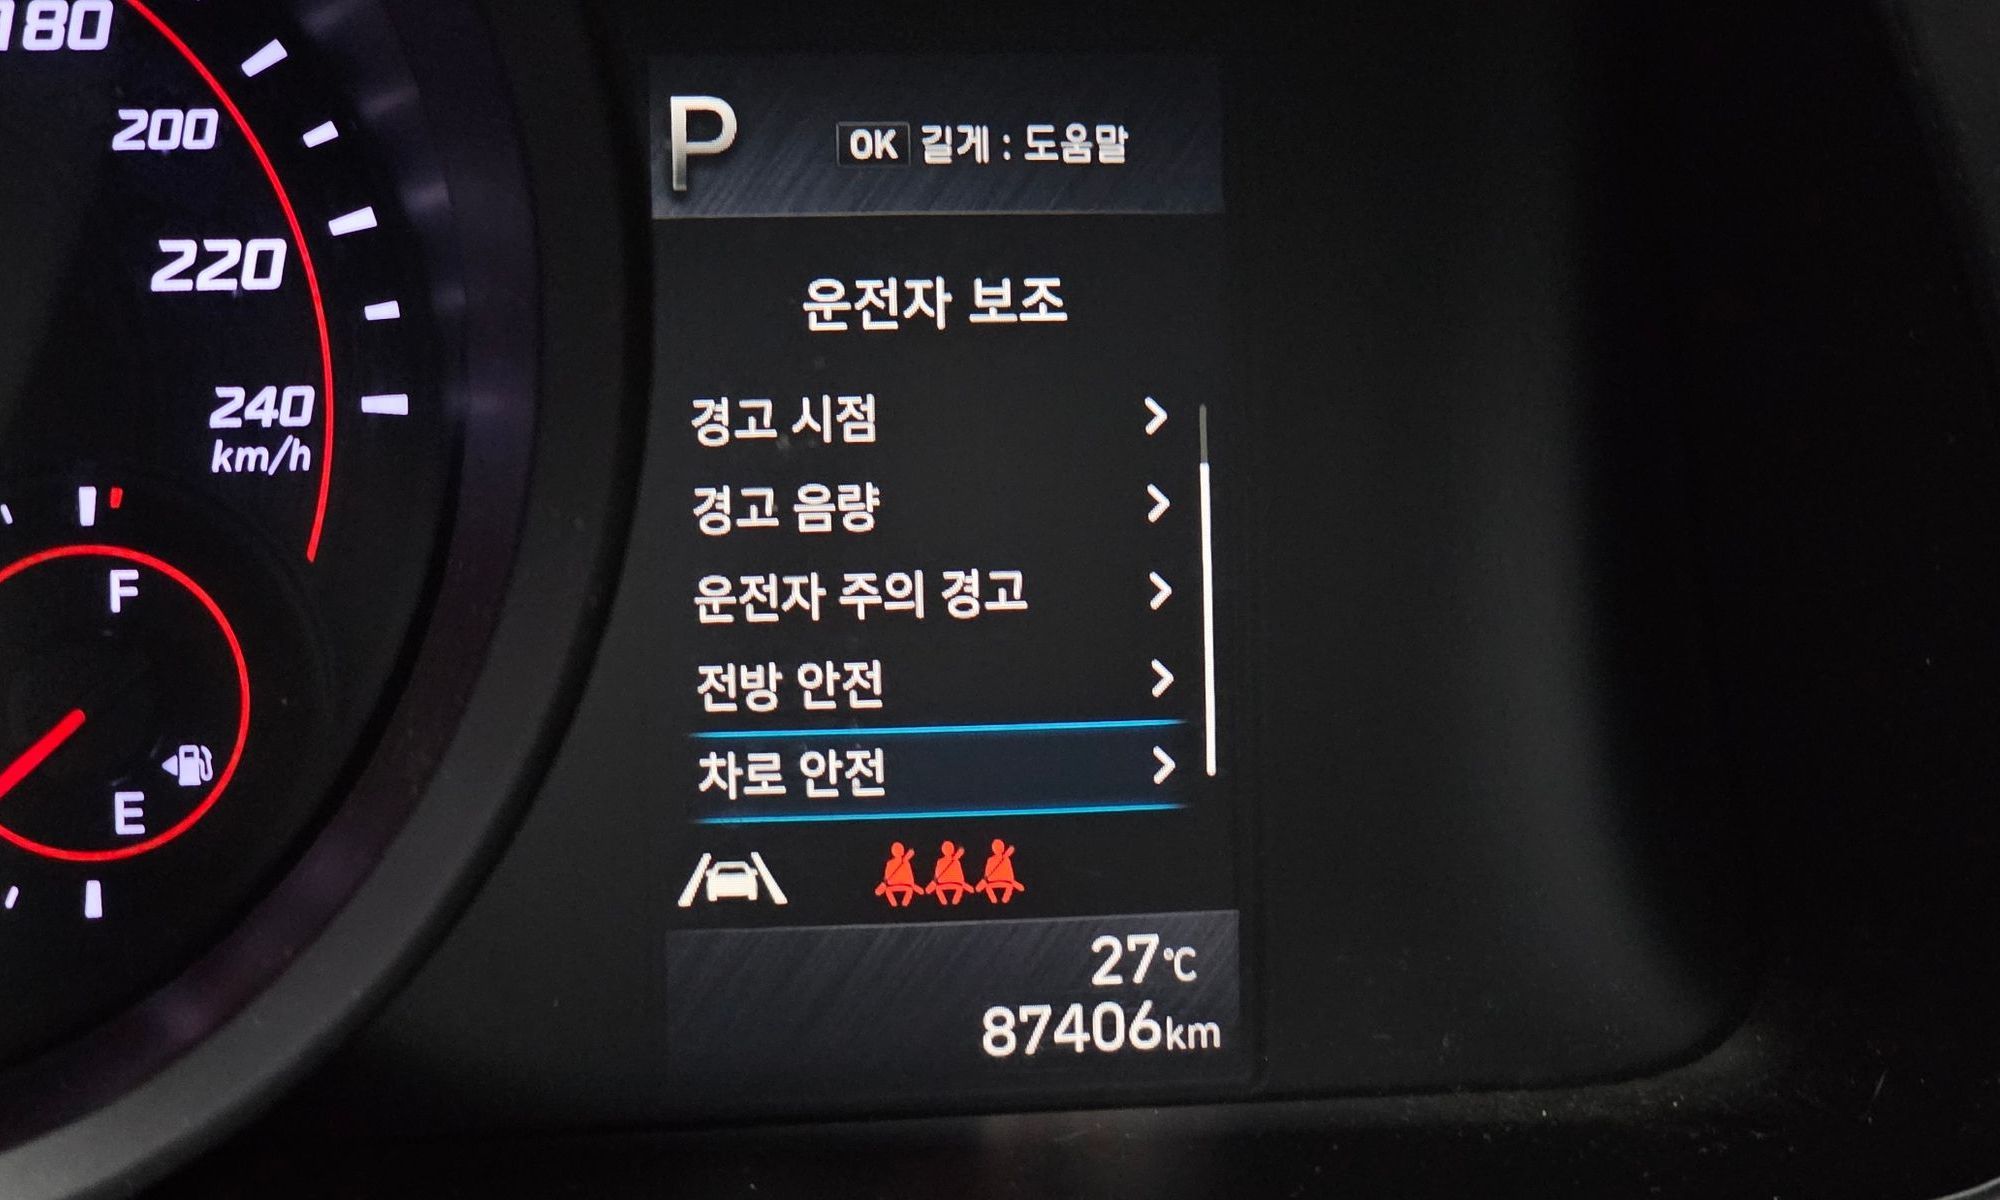 180
200
220
240
km/h
F
E
P
OK 길게 : 도움말
운전자 보조
경고 시점
경고 음량
운전자 주의 경고
전방 안전
차로 안전
27℃
87406km